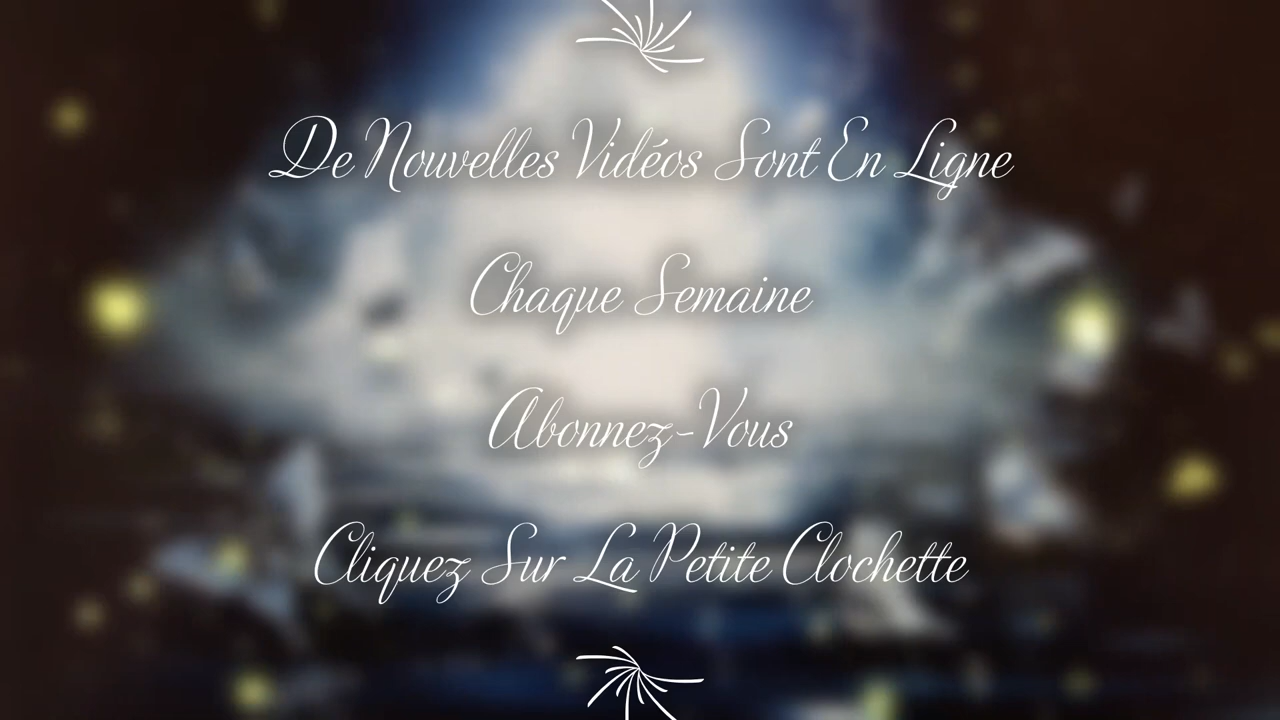 De Nouvelles Vidéos Sont En Ligne
Chaque Semaine
Abonnez-Vous
Cliquez Sur La Petite Clochette